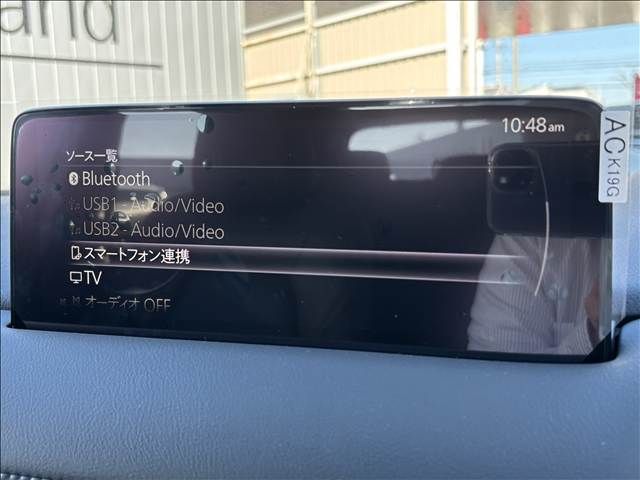 and
10:48 am
AC K19G
ソース一覧
Bluetooth
USB1 - Audio/Video
USB2 - Audio/Video
スマートフォン連携
TV
オーディオ OFF